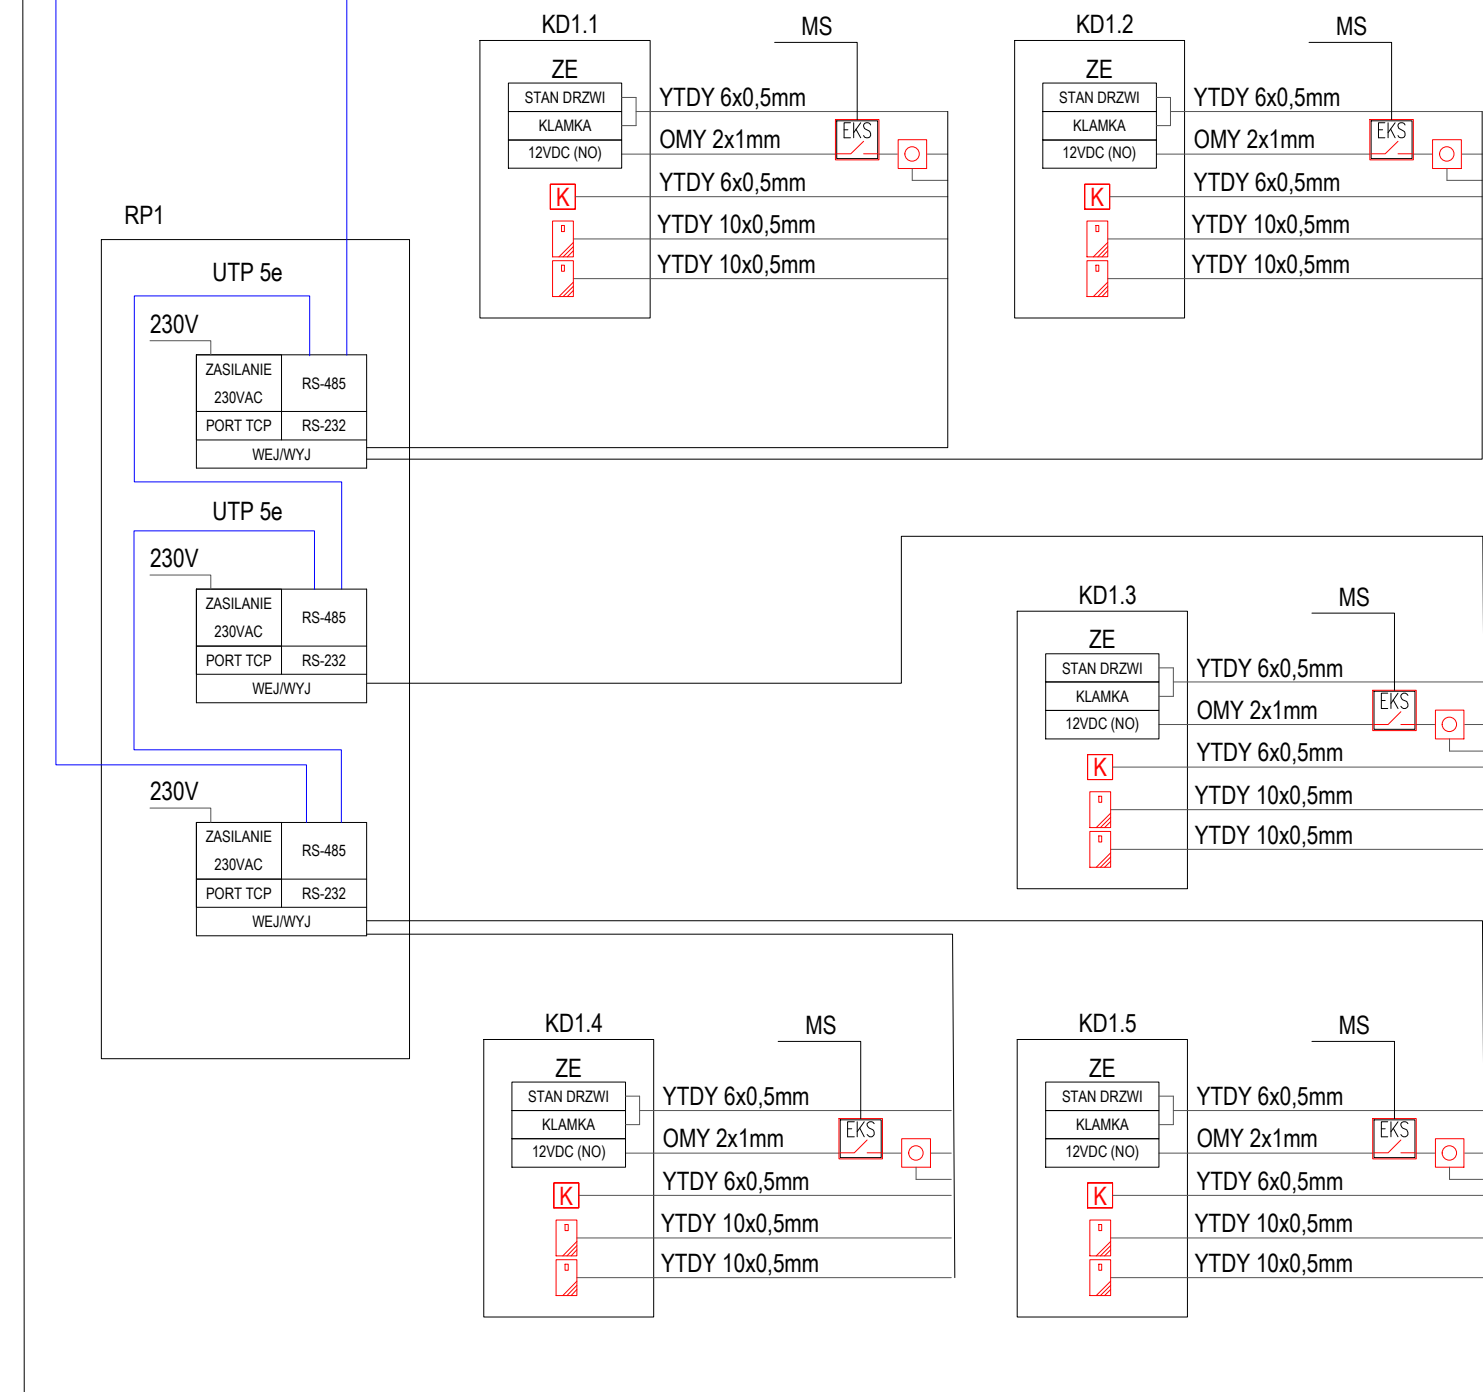 KD1.1
MS
ZE
STAN DRZWI
KLAMKA
12VDC (NO)
YTDY 6x0,5mm
OMY 2x1mm
EKS
YTDY 6x0,5mm
K
YTDY 10x0,5mm
YTDY 10x0,5mm
KD1.2
MS
ZE
STAN DRZWI
KLAMKA
12VDC (NO)
YTDY 6x0,5mm
OMY 2x1mm
EKS
YTDY 6x0,5mm
K
YTDY 10x0,5mm
YTDY 10x0,5mm
RP1
UTP 5e
230V
ZASILANIE
230VAC
RS-485
PORT TCP
RS-232
WEJ/WYJ
UTP 5e
230V
ZASILANIE
230VAC
RS-485
PORT TCP
RS-232
WEJ/WYJ
230V
ZASILANIE
230VAC
RS-485
PORT TCP
RS-232
WEJ/WYJ
KD1.3
MS
ZE
STAN DRZWI
KLAMKA
12VDC (NO)
YTDY 6x0,5mm
OMY 2x1mm
EKS
YTDY 6x0,5mm
K
YTDY 10x0,5mm
YTDY 10x0,5mm
KD1.4
MS
ZE
STAN DRZWI
KLAMKA
12VDC (NO)
YTDY 6x0,5mm
OMY 2x1mm
EKS
YTDY 6x0,5mm
K
YTDY 10x0,5mm
YTDY 10x0,5mm
KD1.5
MS
ZE
STAN DRZWI
KLAMKA
12VDC (NO)
YTDY 6x0,5mm
OMY 2x1mm
EKS
YTDY 6x0,5mm
K
YTDY 10x0,5mm
YTDY 10x0,5mm